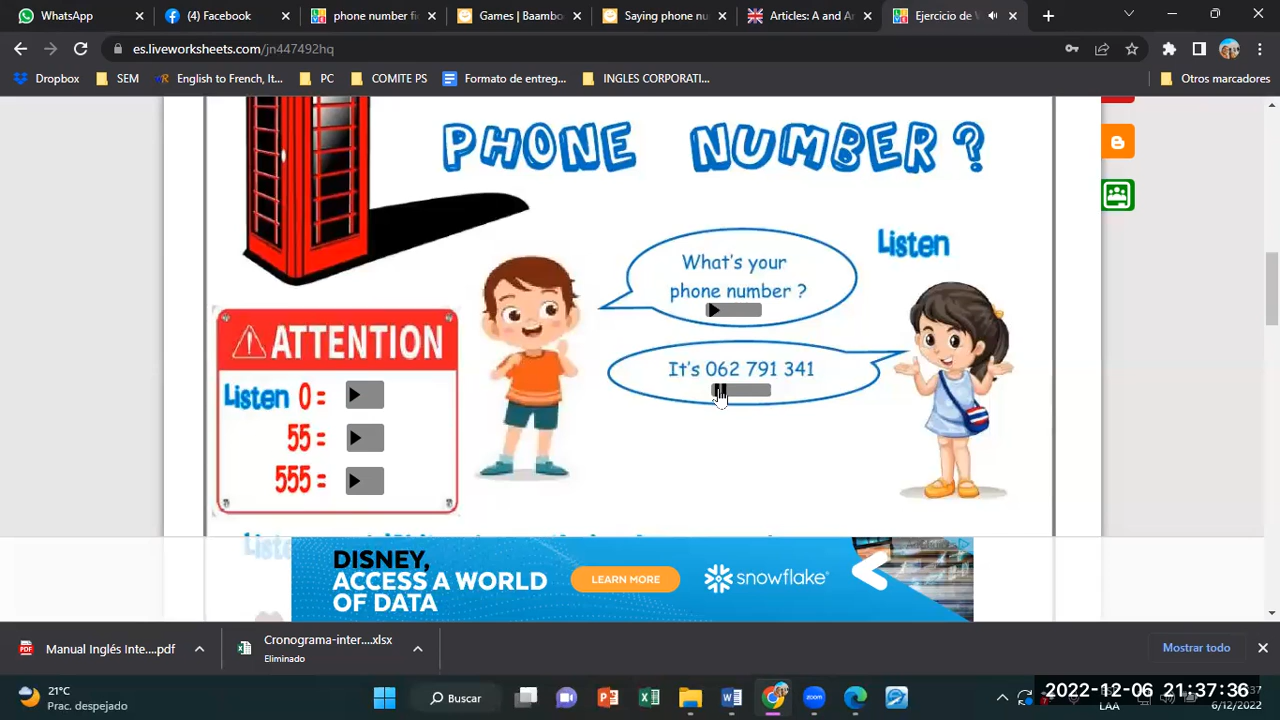 WhatsApp
Facebook
phone number fi
Games | Baambo
Saying phone nu
Articles: A and Ar
Ejercicio de
es.liveworksheets.com/jn447492hq
Dropbox
SEM
English to French, It...
PC
COMITE PS
Formato de entreg...
INGLES CORPORATI...
Otros marcadores
PHONE NUMBER?
Listen
What's your
phone number ?
It's 062 791 341
ATTENTION
Listen 0 =
55 =
555 =
DISNEY,
ACCESS A WORLD
OF DATA
LEARN MORE
snowflake
Manual Inglés Inte....pdf
Cronograma-inter....xlsx
Eliminado
Mostrar todo
21°C
Prac. despejado
Buscar
zoom
LAA
2022-12-06 21:37:36
6/12/2022